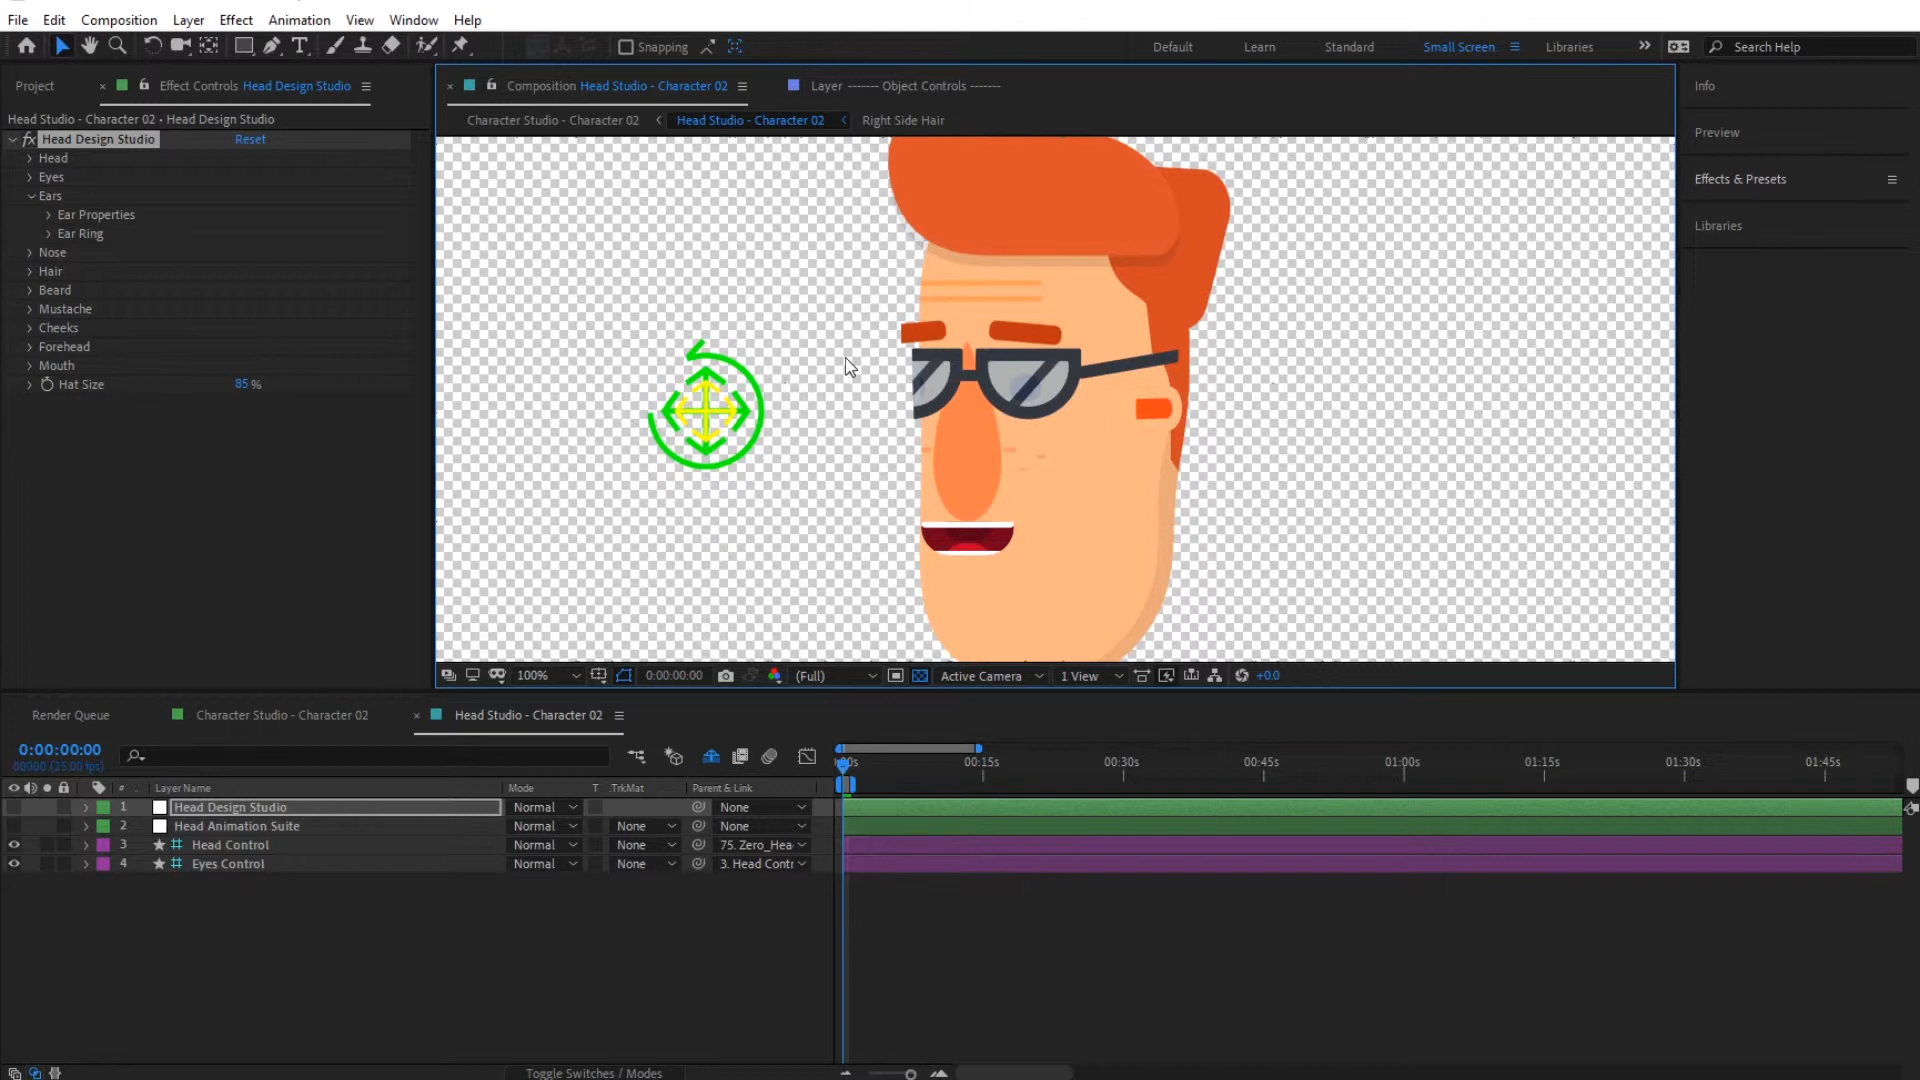 File Edit Composition Layer Effect Animation View Window Help
Snapping Default Learn Standard Small Screen Libraries Search Help
Project Effect Controls Head Design Studio Composition Head Studio - Character 02 Layer ------- Object Controls ------- Info
Head Studio - Character 02 • Head Design Studio Character Studio - Character 02 Head Studio - Character 02 Right Side Hair
fx Head Design Studio Reset
Preview
Head
Eyes
Effects & Presets
Ears
Ear Properties
Libraries
Ear Ring
Nose
Hair
Beard
Mustache
Cheeks
Forehead
Mouth
Hat Size 85 %
100% 0:00:00:00 (Full) Active Camera 1 View +0.0
Render Queue Character Studio - Character 02 Head Studio - Character 02
0:00:00:00
00000 (25.00 fps)
00s 00:15s 00:30s 00:45s 01:00s 01:15s 01:30s 01:45s
# Layer Name Mode T .TrkMat Parent & Link
1 Head Design Studio Normal None
2 Head Animation Suite Normal None None
3 Head Control Normal None 75. Zero_Hea
4 Eyes Control Normal None 3. Head Contr
Toggle Switches / Modes